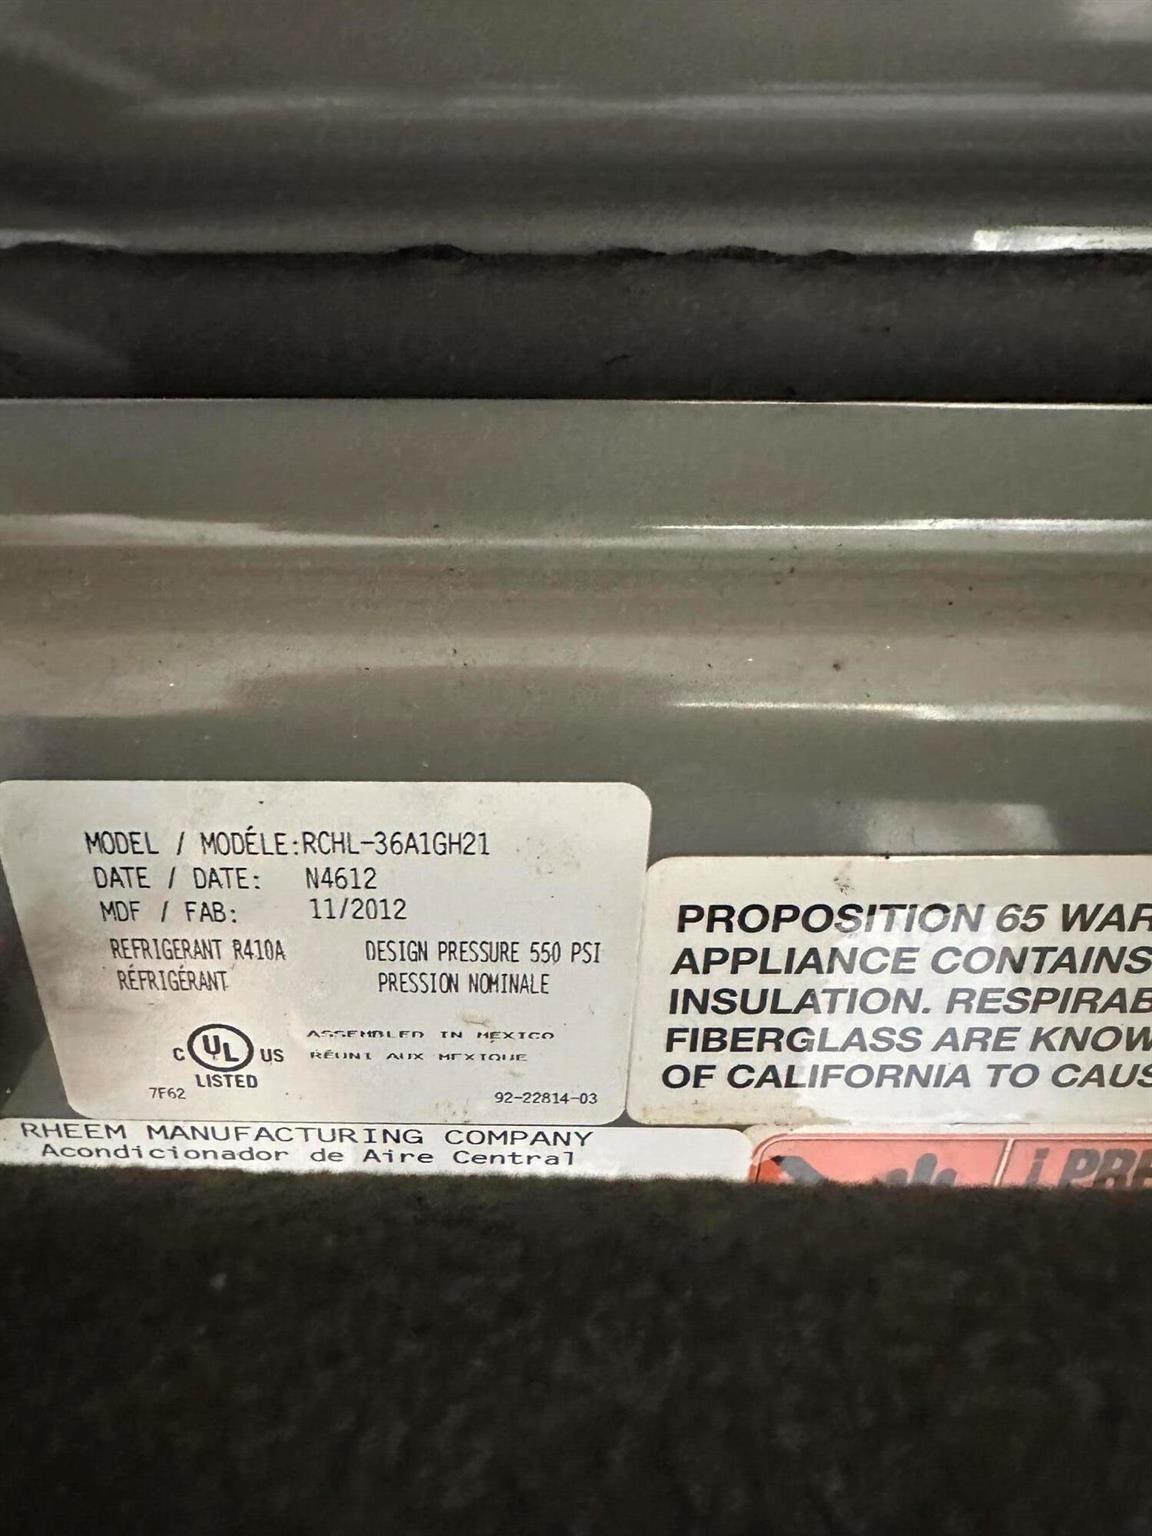 MODEL / MODÉLE:RCHL-36A1GH21
DATE / DATE: N4612
MDF / FAB: 11/2012
REFRIGERANT R410A DESIGN PRESSURE 550 PSI
RÉFRIGÉRANT PRESSION NOMINALE
C UL US
LISTED
ASSEMBLED IN MEXICO
RÉUNI AUX MEXIQUE
7F62
92-22814-03
RHEEM MANUFACTURING COMPANY
Acondicionador de Aire Central
PROPOSITION 65 WAR
APPLIANCE CONTAINS
INSULATION. RESPIRAB
FIBERGLASS ARE KNOW
OF CALIFORNIA TO CAUS